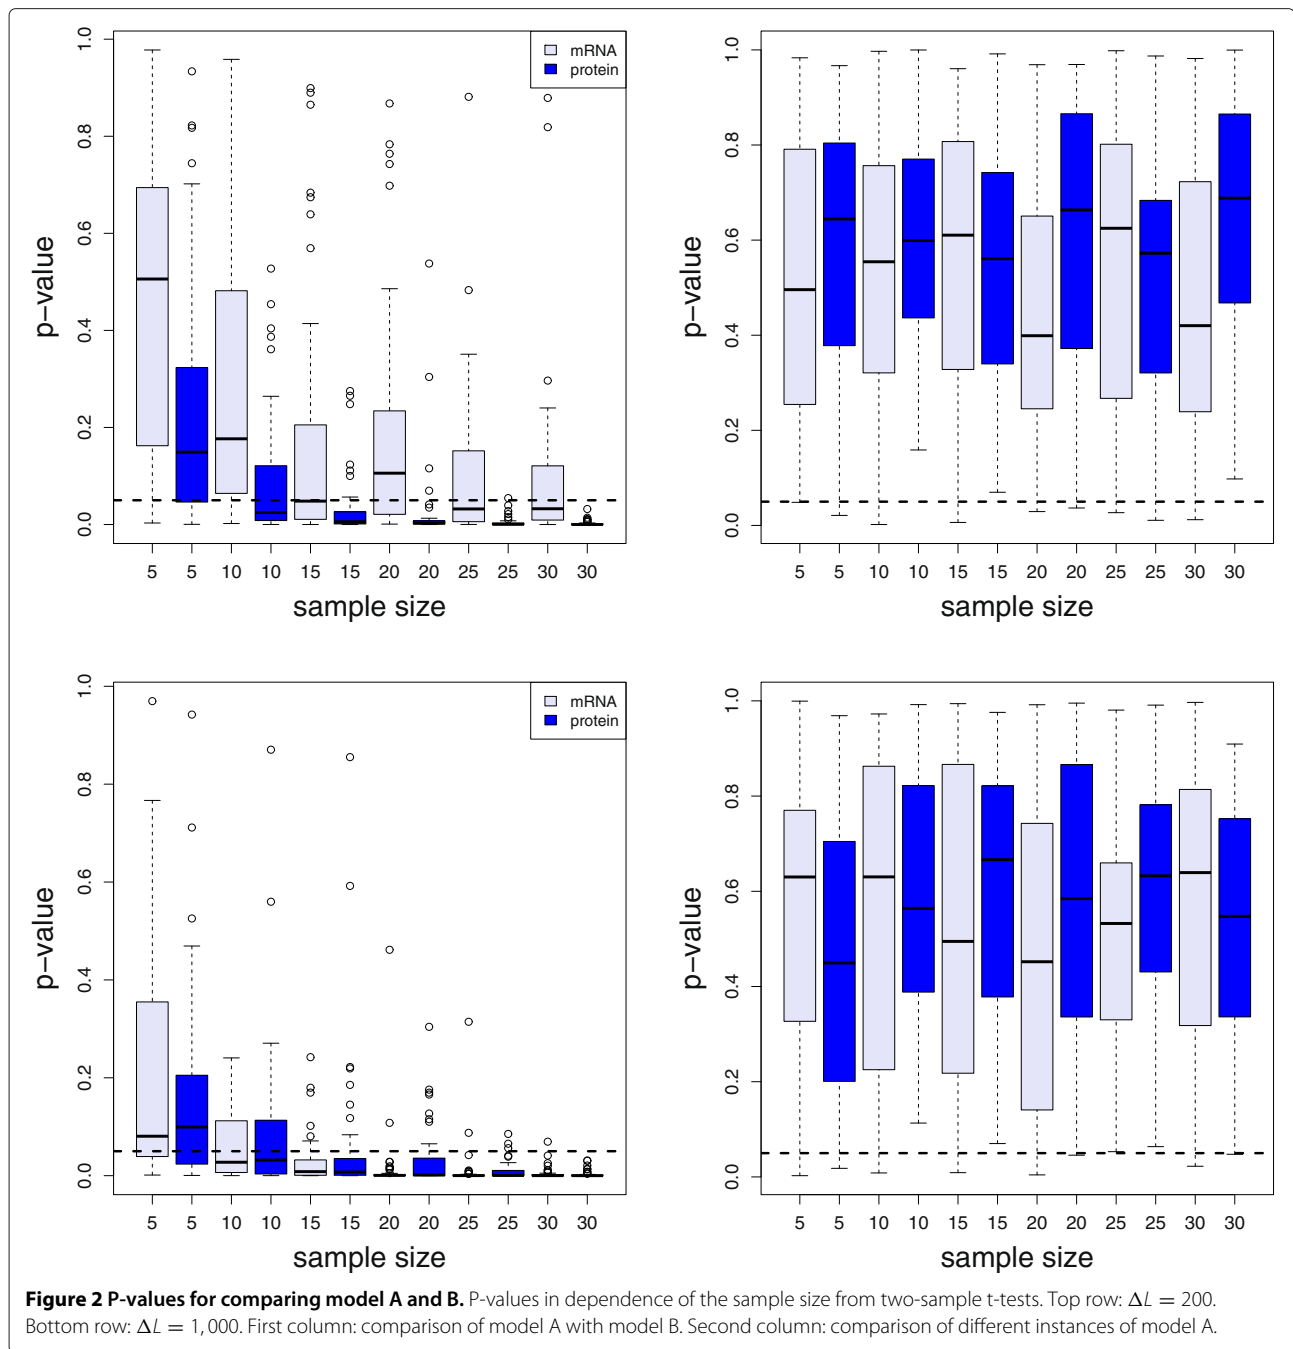 1.0
0.8
0.6
0.4
0.2
0.0
p-value
mRNA
protein
5 5 10 10 15 15 20 20 25 25 30 30
sample size
1.0
0.8
0.6
0.4
0.2
0.0
p-value
5 5 10 10 15 15 20 20 25 25 30 30
sample size
1.0
0.8
0.6
0.4
0.2
0.0
p-value
mRNA
protein
5 5 10 10 15 15 20 20 25 25 30 30
sample size
1.0
0.8
0.6
0.4
0.2
0.0
p-value
5 5 10 10 15 15 20 20 25 25 30 30
sample size
Figure 2 P-values for comparing model A and B. P-values in dependence of the sample size from two-sample t-tests. Top row: ΔL = 200.
Bottom row: ΔL = 1, 000. First column: comparison of model A with model B. Second column: comparison of different instances of model A.